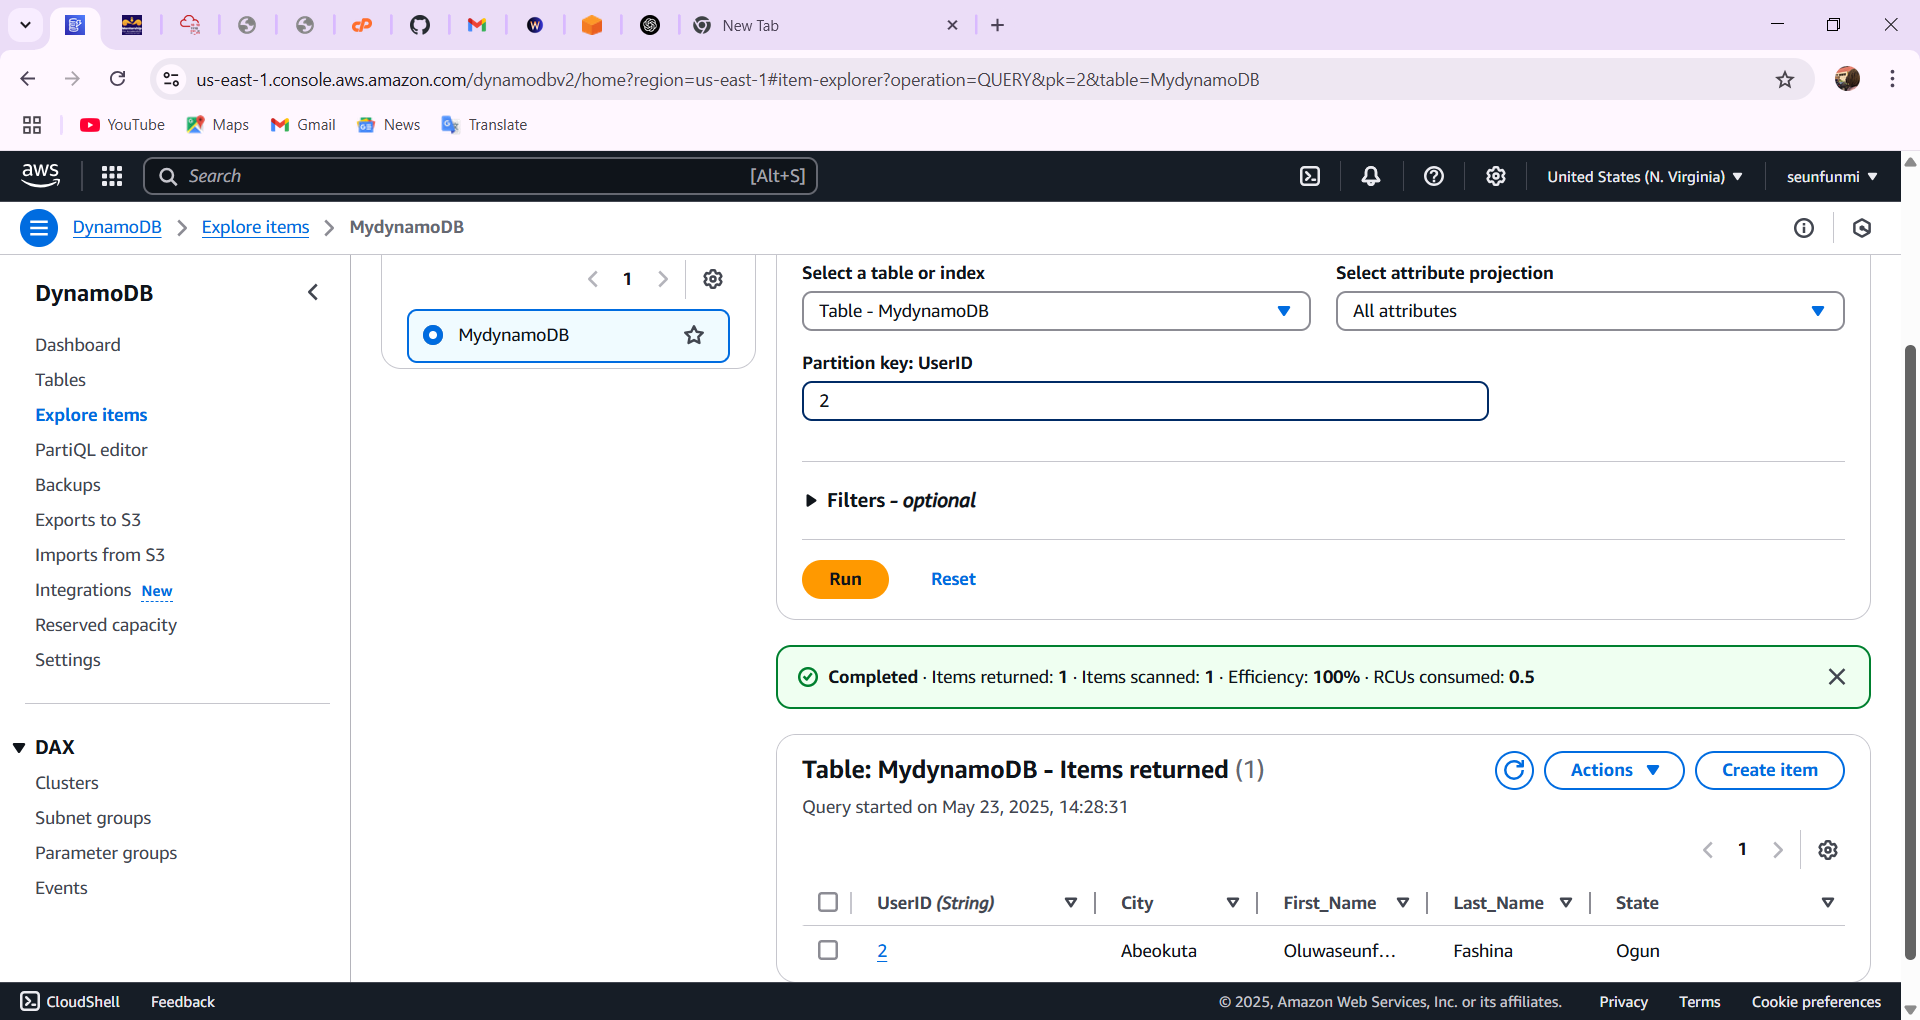 New Tab
us-east-1.console.aws.amazon.com/dynamodbv2/home?region=us-east-1#item-explorer?operation=QUERY&pk=2&table=MydynamoDB
YouTube Maps Gmail News Translate
aws Search [Alt+S] United States (N. Virginia) seunfunmi
DynamoDB Explore items MydynamoDB
DynamoDB
Dashboard
Tables
Explore items
PartiQL editor
Backups
Exports to S3
Imports from S3
Integrations New
Reserved capacity
Settings
DAX
Clusters
Subnet groups
Parameter groups
Events
1
MydynamoDB
Select a table or index Select attribute projection
Table - MydynamoDB All attributes
Partition key: UserID
2
Filters - optional
Run Reset
Completed · Items returned: 1 · Items scanned: 1 · Efficiency: 100% · RCUs consumed: 0.5
Table: MydynamoDB - Items returned (1)
Actions Create item
Query started on May 23, 2025, 14:28:31
1
UserID (String) City First_Name Last_Name State
2 Abeokuta Oluwaseunf... Fashina Ogun
CloudShell Feedback © 2025, Amazon Web Services, Inc. or its affiliates. Privacy Terms Cookie preferences